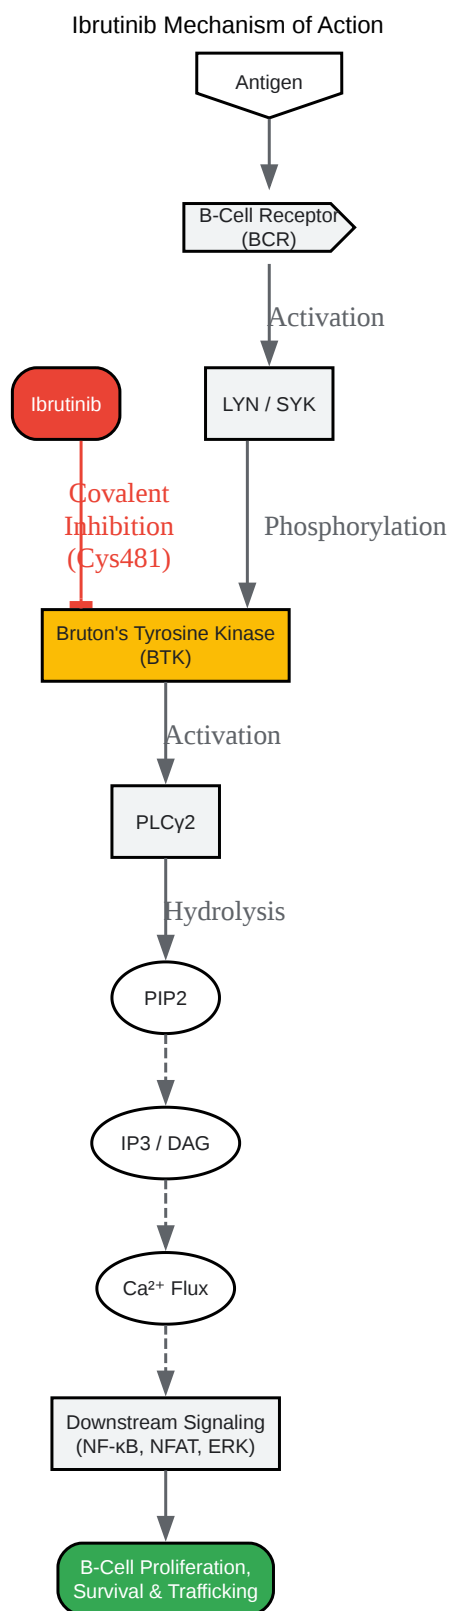 Ibrutinib Mechanism of Action
Antigen
B-Cell Receptor
(BCR)
Activation
Ibrutinib
LYN / SYK
Covalent
Inhibition
(Cys481)
Phosphorylation
Bruton's Tyrosine Kinase
(BTK)
Activation
PLCγ2
Hydrolysis
PIP2
IP3 / DAG
Ca²⁺ Flux
Downstream Signaling
(NF-κB, NFAT, ERK)
B-Cell Proliferation,
Survival & Trafficking